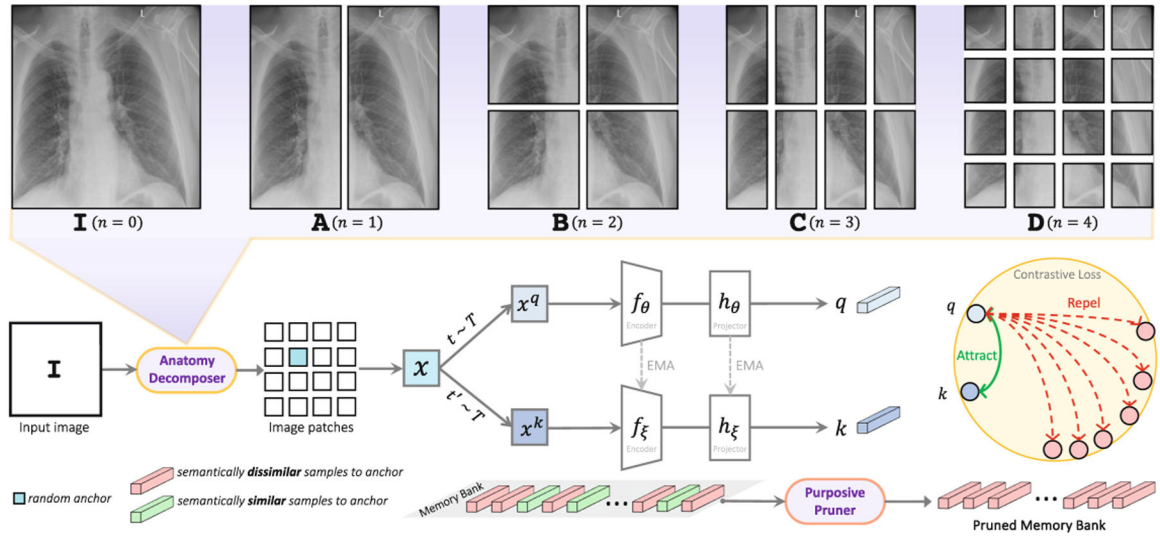 L
L
L
L
L
I (n = 0)
A (n = 1)
B (n = 2)
C (n = 3)
D (n = 4)
I
Input image
Anatomy
Decomposer
Image patches
x
t ~ T
t′ ~ T
x^q
x^k
f_θ
Encoder
h_θ
Projector
q
EMA
EMA
f_ξ
Encoder
h_ξ
Projector
k
Contrastive Loss
q
Repel
Attract
k
random anchor
semantically dissimilar samples to anchor
semantically similar samples to anchor
Memory Bank
...
Purposive
Pruner
...
Pruned Memory Bank